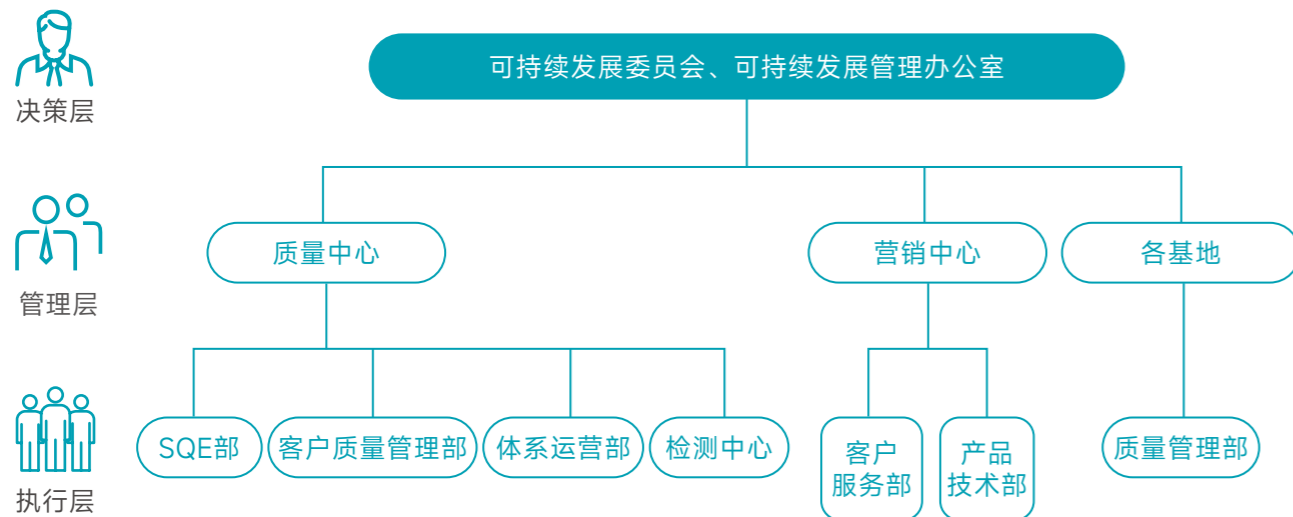 可持续发展委员会、可持续发展管理办公室
决策层
质量中心
营销中心
各基地
管理层
SQE部
客户质量管理部
体系运营部
检测中心
客户
服务部
产品
技术部
质量管理部
执行层